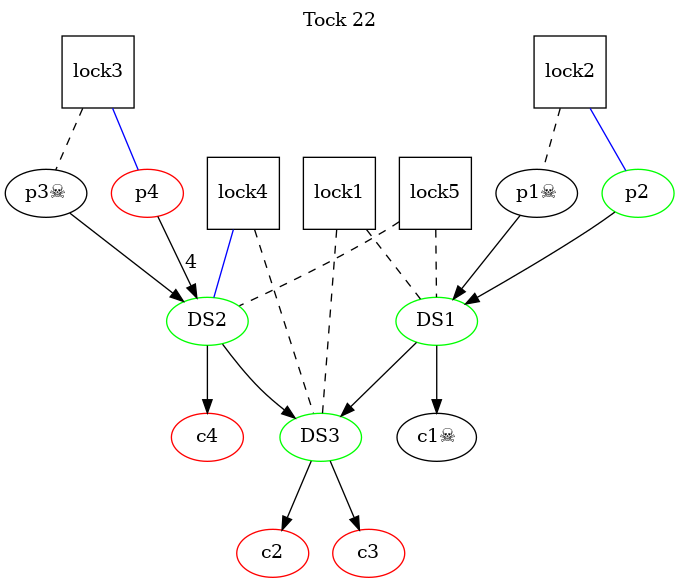 Tock 22
lock3
lock2
p3☠
p4
lock4
lock1
lock5
p1☠
p2
4
DS2
DS1
c4
DS3
c1☠
c2
c3